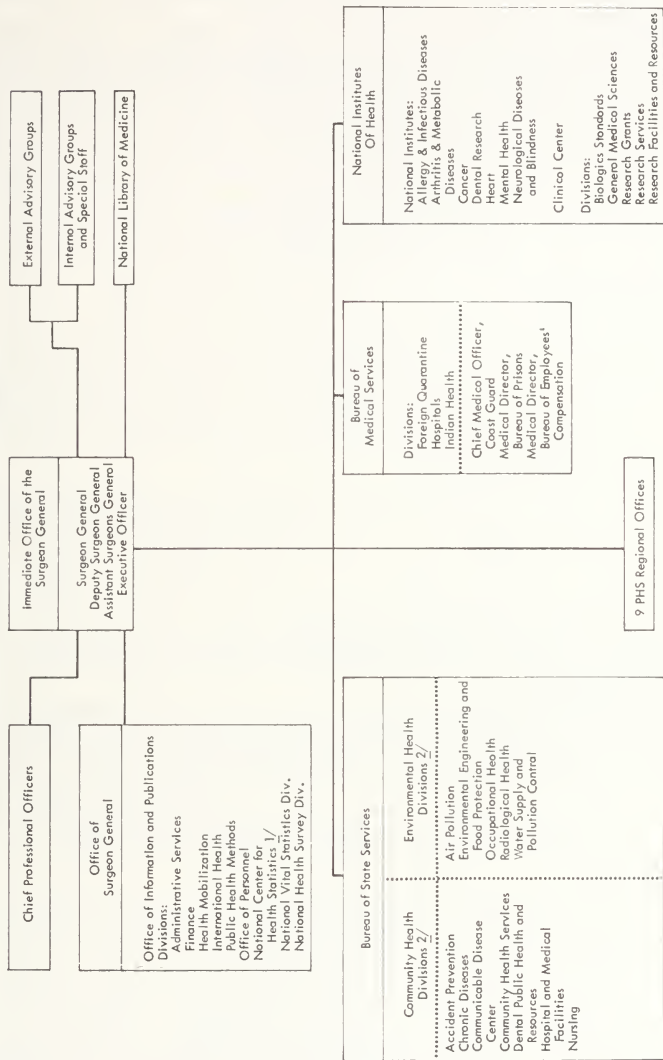 Chief Professional Officers
Office of
Surgeon General
Office of Information and Publications
Divisions:
Administrative Services
Finance
Health Mobilization
International Health
Public Health Methods
Office of Personnel
National Center for
Health Statistics 1/
National Vital Statistics Div.
National Health Survey Div.
Immediate Office of the
Surgeon General
Surgeon General
Deputy Surgeon General
Assistant Surgeons General
Executive Officer
External Advisory Groups
Internal Advisory Groups
and Special Staff
National Library of Medicine
Bureau of State Services
Community Health
Divisions 2/
Accident Prevention
Chronic Diseases
Communicable Disease
Center
Community Health Services
Dental Public Health and
Resources
Hospital and Medical
Facilities
Nursing
Environmental Health
Divisions 2/
Air Pollution
Environmental Engineering and
Food Protection
Occupational Health
Radiological Health
Water Supply and
Pollution Control
9 PHS Regional Offices
Bureau of
Medical Services
Divisions:
Foreign Quarantine
Hospitals
Indian Health
Chief Medical Officer,
Coast Guard
Medical Director,
Bureau of Prisons
Medical Director,
Bureau of Employees'
Compensation
National Institutes
Of Health
National Institutes:
Allergy & Infectious Diseases
Arthritis & Metabolic
Diseases
Cancer
Dental Research
Heart
Mental Health
Neurological Diseases
and Blindness
Clinical Center
Divisions:
Biologics Standards
General Medical Sciences
Research Grants
Research Services
Research Facilities and Resources